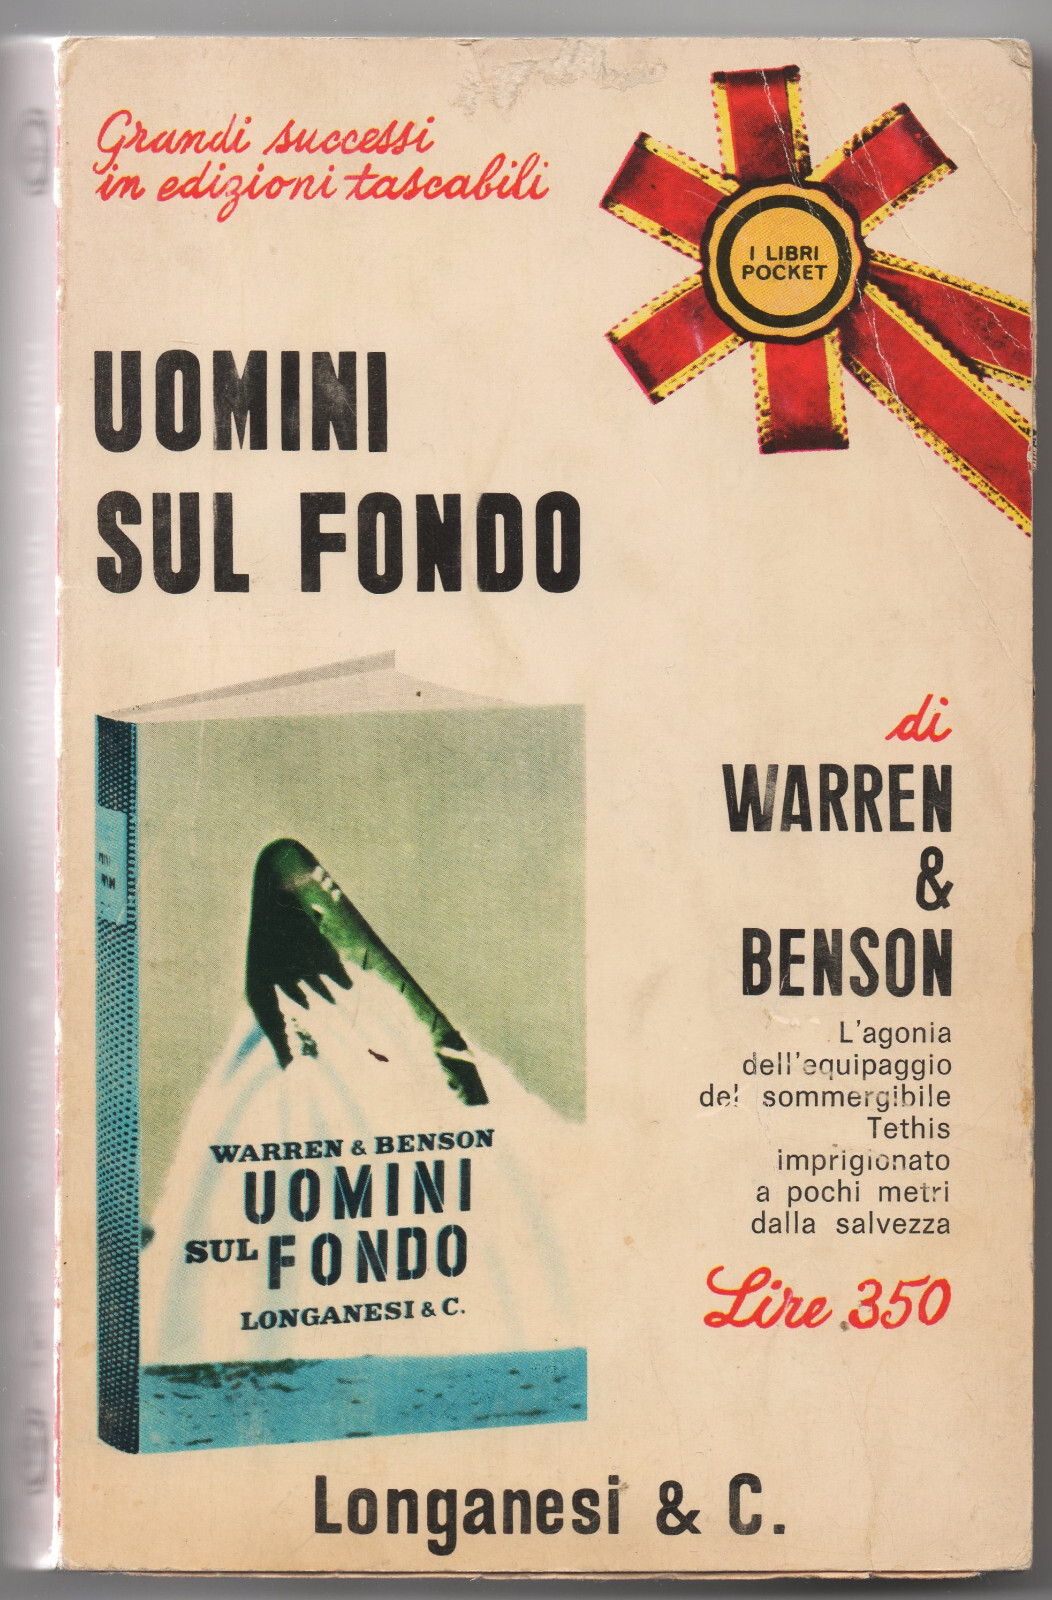 Grandi successi
in edizioni tascabili
I LIBRI
POCKET
UOMINI
SUL FONDO
di
WARREN
&
BENSON
L'agonia
dell'equipaggio
del sommergibile
Tethis
imprigionato
a pochi metri
dalla salvezza
Lire 350
WARREN & BENSON
UOMINI
SUL FONDO
LONGANESI & C.
Longanesi & C.